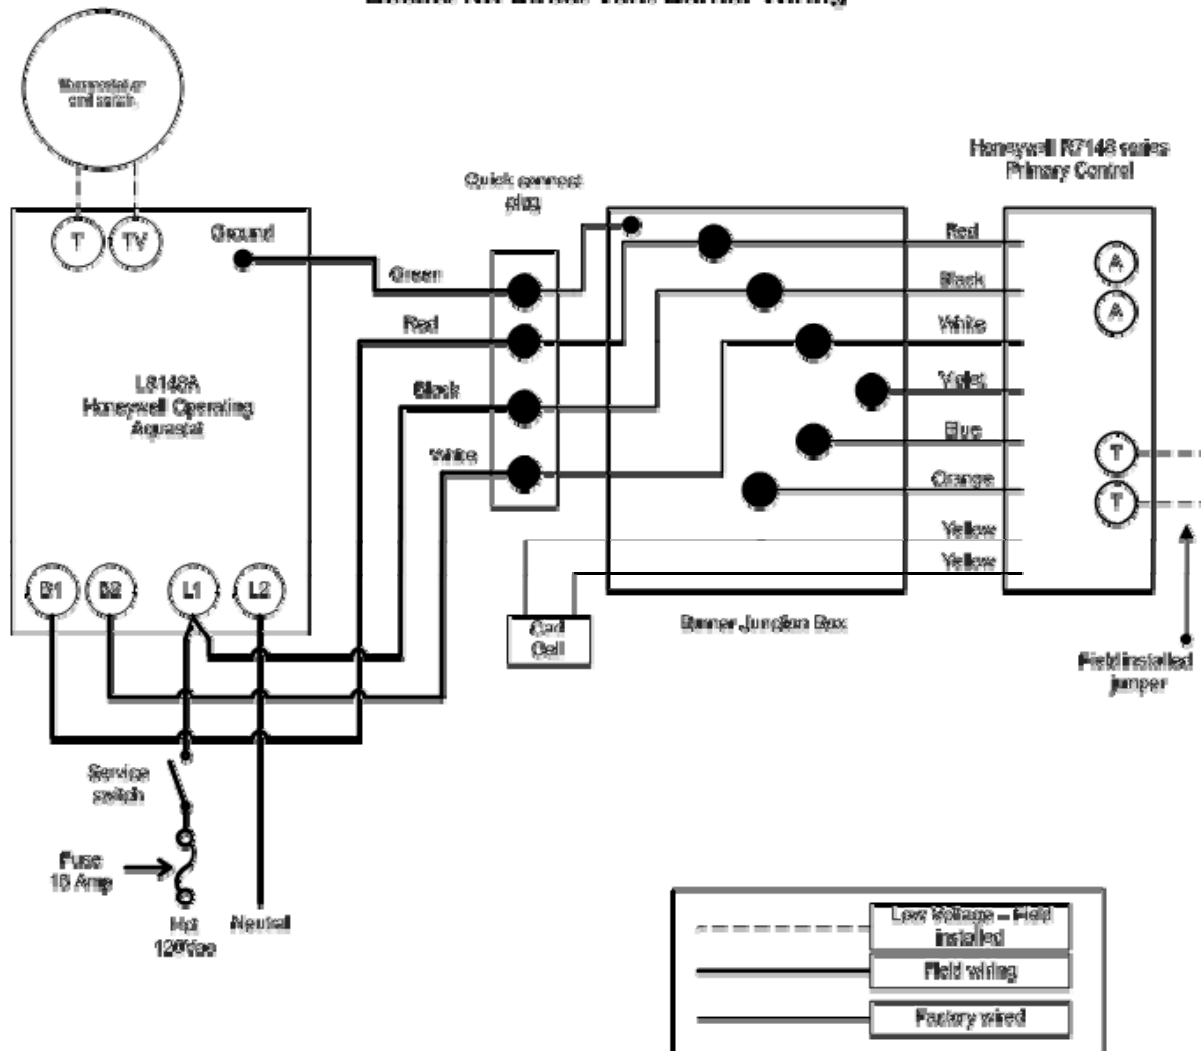 Thermostat or
end switch
Honeywell R7148 series
Primary Control
Quick connect
plug
T
TV
Ground
Green
Red
Black
White
L8148A
Honeywell Operating
Aquastat
B1
B2
L1
L2
Red
Black
White
Violet
Blue
Orange
Yellow
Yellow
A
A
T
T
Cad
Cell
Burner Junction Box
Field installed
jumper
Service
switch
Fuse
15 Amp
Hot
120Vac
Neutral
Low Voltage – Field
installed
Field wiring
Factory wired